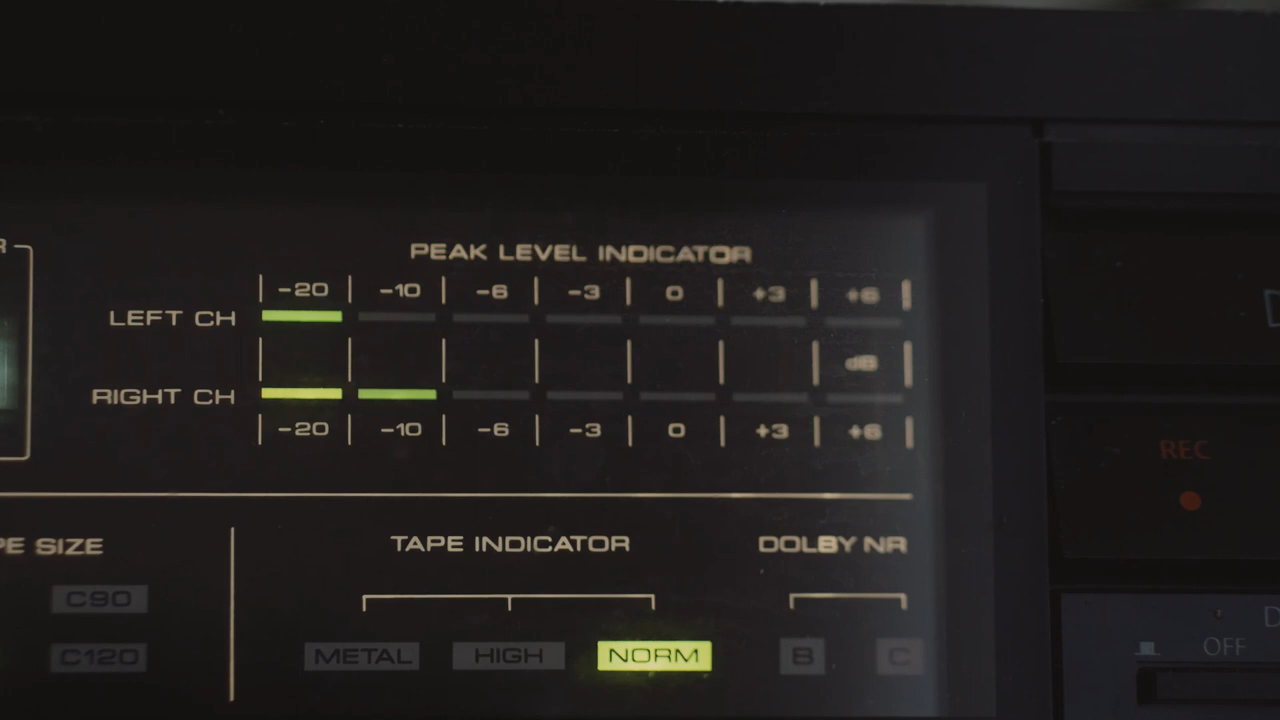 PEAK LEVEL INDICATOR
-20 -10 -6 -3 0 +3 +6
LEFT CH
dB
RIGHT CH
-20 -10 -6 -3 0 +3 +6
REC
PE SIZE
TAPE INDICATOR
DOLBY NR
C90
C120
METAL HIGH NORM
B C
OFF